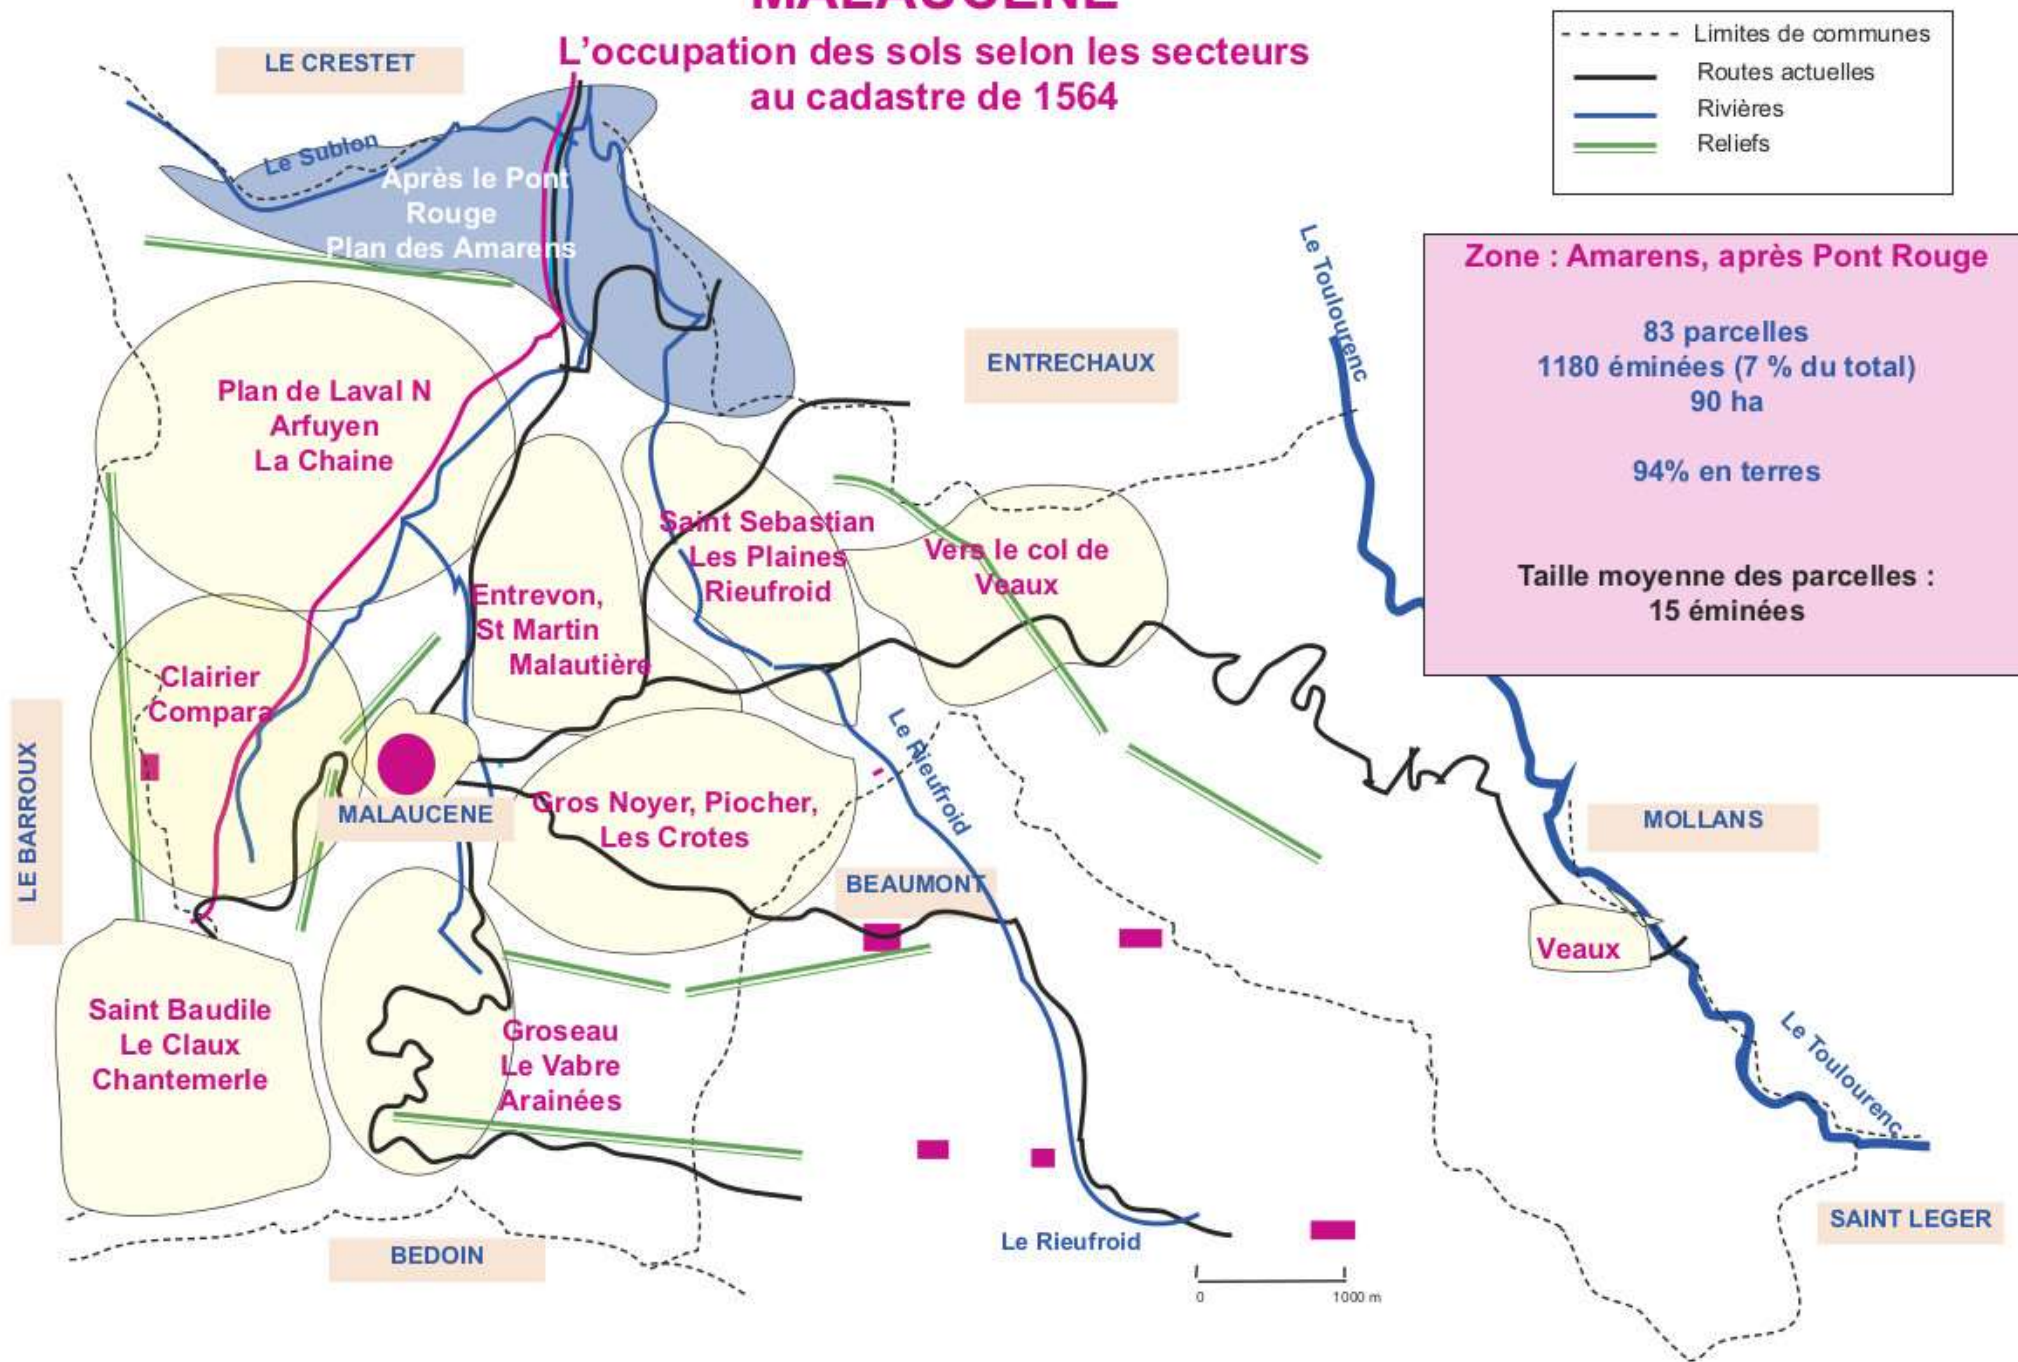 MALAUCENE
L'occupation des sols selon les secteurs
au cadastre de 1564
Limites de communes
Routes actuelles
Rivières
Reliefs
LE CRESTET
Le Sublon
Après le Pont
Rouge
Plan des Amarens
Zone : Amarens, après Pont Rouge
83 parcelles
1180 éminées (7 % du total)
90 ha
94% en terres
Taille moyenne des parcelles :
15 éminées
Le Toulourenc
ENTRECHAUX
Plan de Laval N
Arfuyen
La Chaine
Saint Sebastian
Les Plaines
Rieufroid
Vers le col de
Veaux
Entrevon,
St Martin
Malautière
Clairier
Compara
LE BARROUX
MALAUCENE
Gros Noyer, Piocher,
Les Crotes
Le Rieufroid
BEAUMONT
MOLLANS
Veaux
Saint Baudile
Le Claux
Chantemerle
Groseau
Le Vabre
Arainées
Le Toulourenc
SAINT LEGER
BEDOIN
Le Rieufroid
0
1000 m